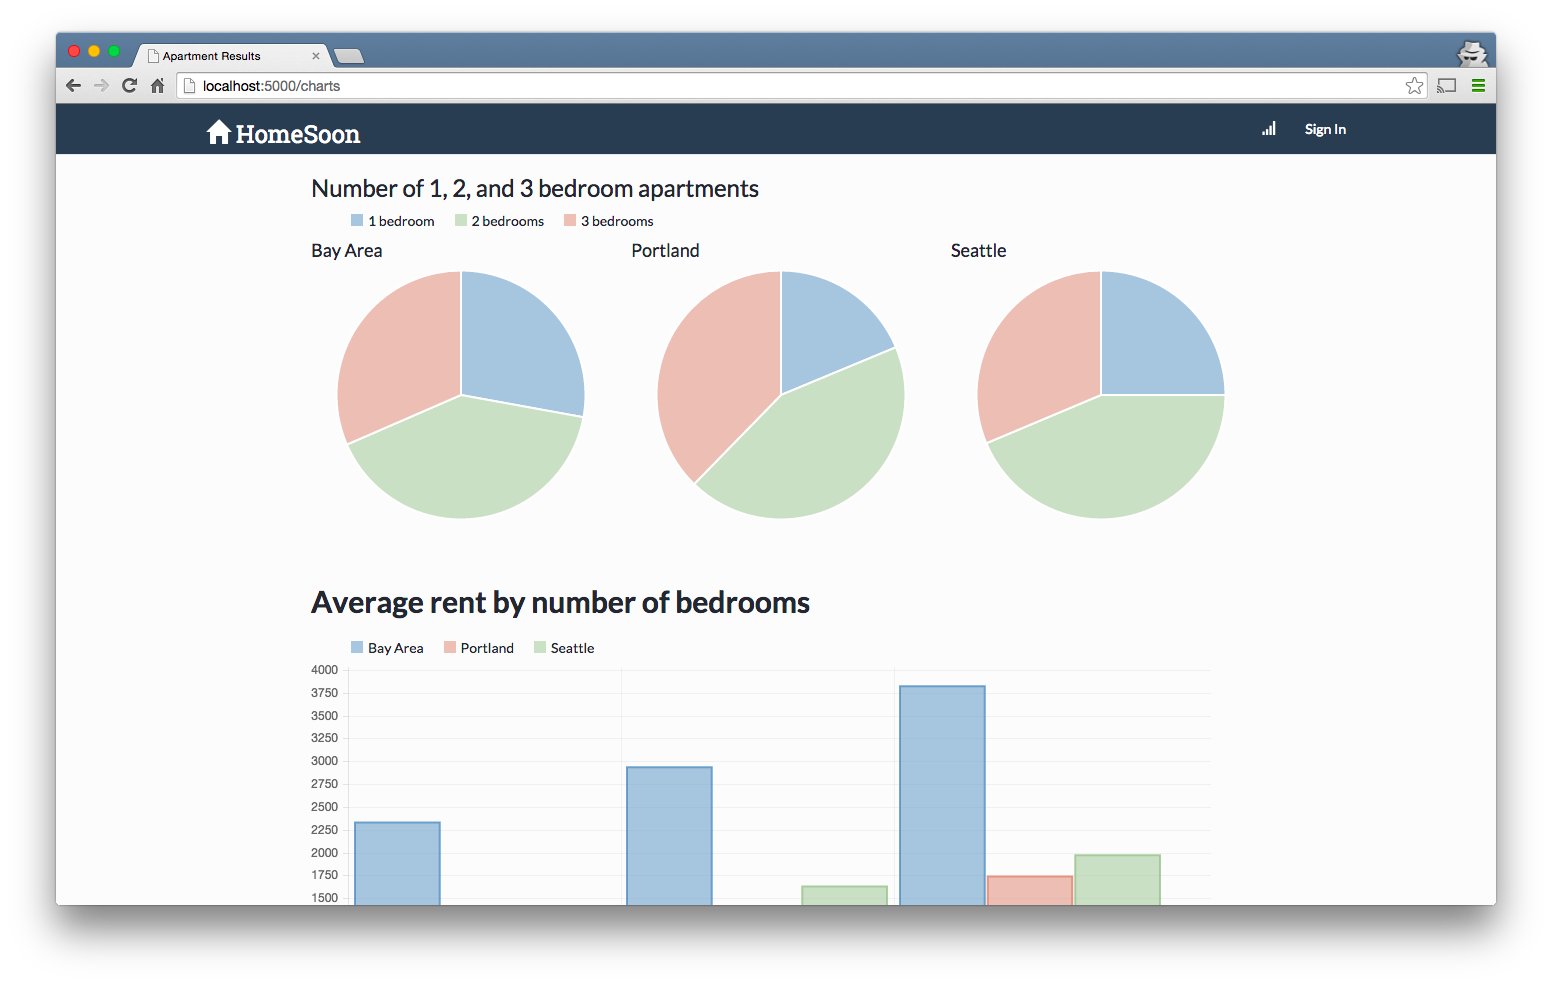 Apartment Results
localhost:5000/charts
HomeSoon
Sign In
Number of 1, 2, and 3 bedroom apartments
1 bedroom 2 bedrooms 3 bedrooms
Bay Area Portland Seattle
Average rent by number of bedrooms
Bay Area Portland Seattle
4000
3750
3500
3250
3000
2750
2500
2250
2000
1750
1500